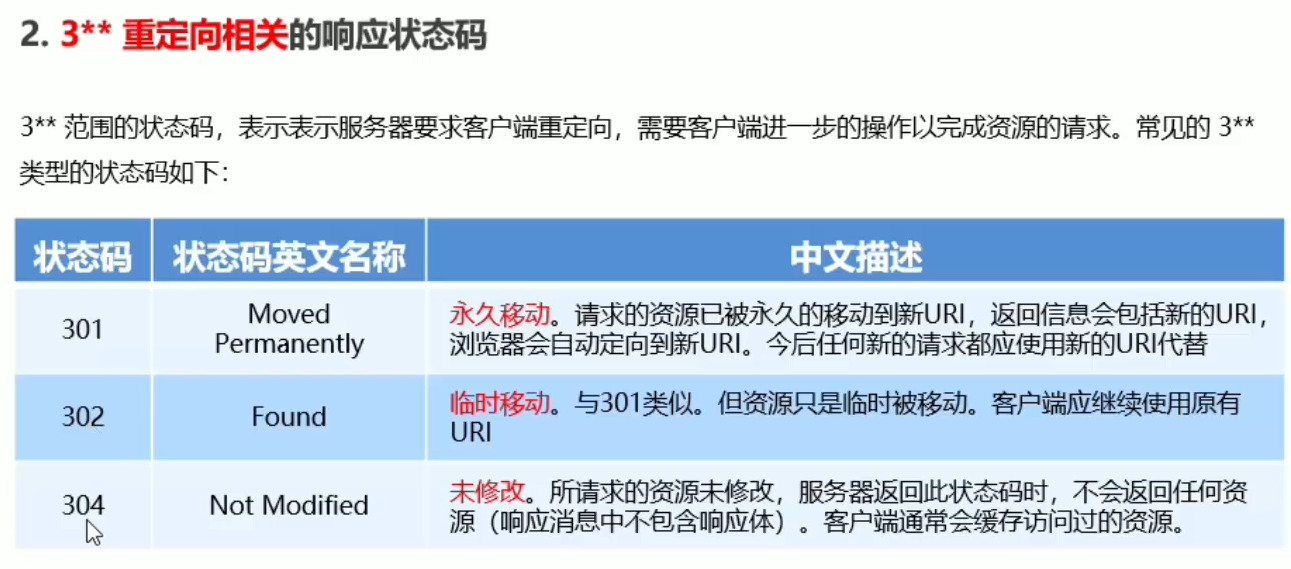 2. 3** 重定向相关的响应状态码
3** 范围的状态码，表示表示服务器要求客户端重定向，需要客户端进一步的操作以完成资源的请求。常见的 3**
类型的状态码如下：
状态码 状态码英文名称 中文描述
301 Moved Permanently 永久移动。请求的资源已被永久的移动到新URI，返回信息会包括新的URI，
浏览器会自动定向到新URI。今后任何新的请求都应使用新的URI代替
302 Found 临时移动。与301类似。但资源只是临时被移动。客户端应继续使用原有
URI
304 Not Modified 未修改。所请求的资源未修改，服务器返回此状态码时，不会返回任何资
源（响应消息中不包含响应体）。客户端通常会缓存访问过的资源。